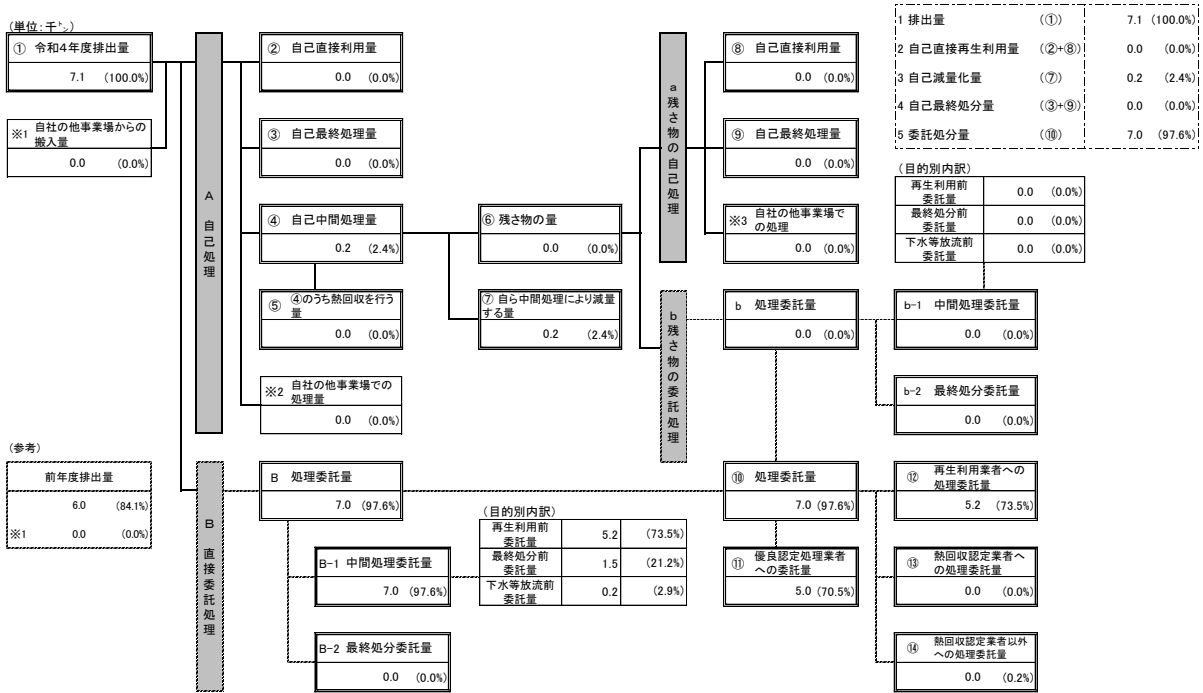 (単位:千㌧)
① 令和4年度排出量
7.1 (100.0%)
※1 自社の他事業場からの
搬入量
0.0 (0.0%)
(参考)
前年度排出量
6.0 (84.1%)
※1 0.0 (0.0%)
A 自己処理
B 直接委託処理
② 自己直接利用量
0.0 (0.0%)
③ 自己最終処理量
0.0 (0.0%)
④ 自己中間処理量
0.2 (2.4%)
⑤ ④のうち熱回収を行う
量
0.0 (0.0%)
※2 自社の他事業場での
処理量
0.0 (0.0%)
B 処理委託量
7.0 (97.6%)
B-1 中間処理委託量
7.0 (97.6%)
B-2 最終処分委託量
0.0 (0.0%)
⑥ 残さ物の量
0.0 (0.0%)
⑦ 自ら中間処理により減量
する量
0.2 (2.4%)
(目的別内訳)
再生利用前
委託量 5.2 (73.5%)
最終処分前
委託量 1.5 (21.2%)
下水等放流前
委託量 0.2 (2.9%)
a 残さ物の自己処理
b 残さ物の委託処理
⑧ 自己直接利用量
0.0 (0.0%)
⑨ 自己最終処理量
0.0 (0.0%)
※3 自社の他事業場で
の処理
0.0 (0.0%)
b 処理委託量
0.0 (0.0%)
⑩ 処理委託量
7.0 (97.6%)
⑪ 優良認定処理業者
への委託量
5.0 (70.5%)
1 排出量 (①) 7.1 (100.0%)
2 自己直接再生利用量 (②+⑧) 0.0 (0.0%)
3 自己減量化量 (⑦) 0.2 (2.4%)
4 自己最終処分量 (③+⑨) 0.0 (0.0%)
5 委託処分量 (⑩) 7.0 (97.6%)
(目的別内訳)
再生利用前
委託量 0.0 (0.0%)
最終処分前
委託量 0.0 (0.0%)
下水等放流前
委託量 0.0 (0.0%)
b-1 中間処理委託量
0.0 (0.0%)
b-2 最終処分委託量
0.0 (0.0%)
⑫ 再生利用業者への
処理委託量
5.2 (73.5%)
⑬ 熱回収認定業者へ
の処理委託量
0.0 (0.0%)
⑭ 熱回収認定業者以外
への処理委託量
0.0 (0.2%)